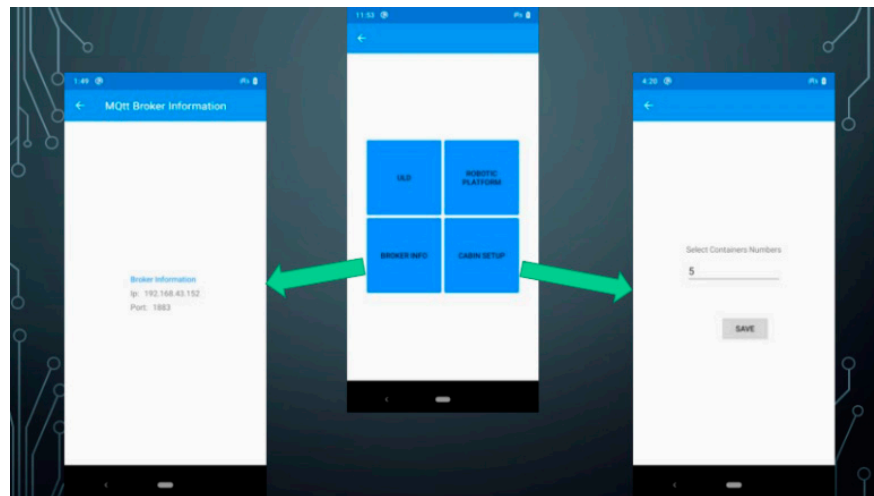 1:49
MQtt Broker Information
Broker Information
Ip: 192.168.43.152
Port: 1883
11:53
ULD
ROBOTIC
PLATFORM
BROKER INFO
CABIN SETUP
4:20
Select Containers Numbers
5
SAVE